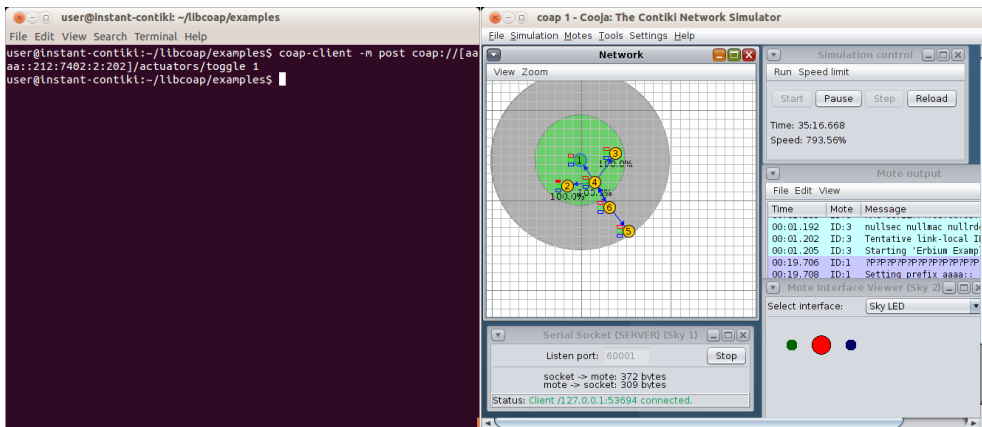 user@instant-contiki: ~/libcoap/examples
File Edit View Search Terminal Help
user@instant-contiki:~/libcoap/examples$ coap-client -m post coap://[aa
aa::212:7402:2:202]/actuators/toggle 1
user@instant-contiki:~/libcoap/examples$
coap 1 - Cooja: The Contiki Network Simulator
File Simulation Motes Tools Settings Help
Network
View Zoom
1
3
100.0%
2
4
100.0%
6
5
Simulation control
Run Speed limit
Start Pause Step Reload
Time: 35:16.668
Speed: 793.56%
Mote output
File Edit View
Time Mote Message
00:01.192 ID:3 nullsec nullmac nullrd
00:01.202 ID:3 Tentative link-local
00:01.205 ID:3 Starting 'Erbium Examp
00:19.706 ID:1 ?P?P?P?P?P?P?P?P?P?P?P
00:19.708 ID:1 Setting prefix aaaa::
Serial Socket (SERVER) (Sky 1)
Listen port: 60001 Stop
socket -> mote: 372 bytes
mote -> socket: 309 bytes
Status: Client /127.0.0.1:53694 connected.
Mote Interface Viewer (Sky 2)
Select interface: Sky LED